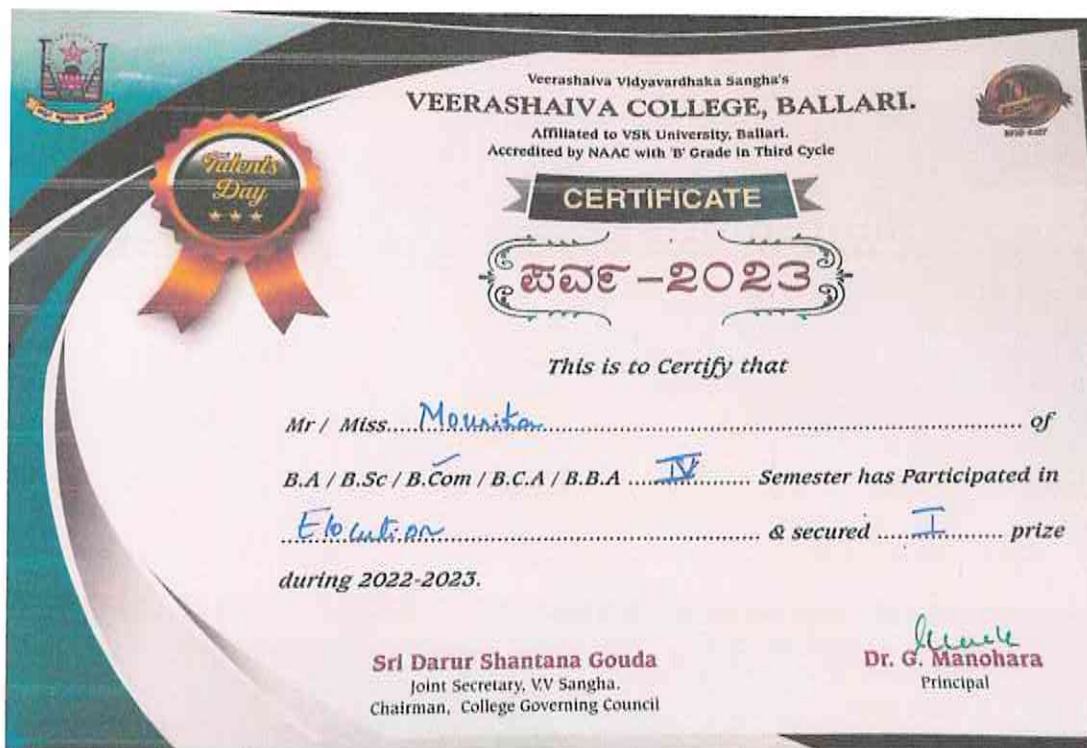 Veerashaiva Vidyavardhaka Sangha's
VEERASHAIVA COLLEGE, BALLARI.
Affiliated to VSK University, Ballari.
Accredited by NAAC with 'B' Grade in Third Cycle
Talents
Day
CERTIFICATE
ಪರ್ವ-೨೦೨೩
This is to Certify that
Mr / Miss....Mounika.... of
B.A / B.Sc / B.Com / B.C.A / B.B.A ....IV.... Semester has Participated in
....Elocution.... & secured ....I.... prize
during 2022-2023.
Sri Darur Shantana Gouda
Joint Secretary, V.V Sangha.
Chairman, College Governing Council
Dr. G. Manohara
Principal